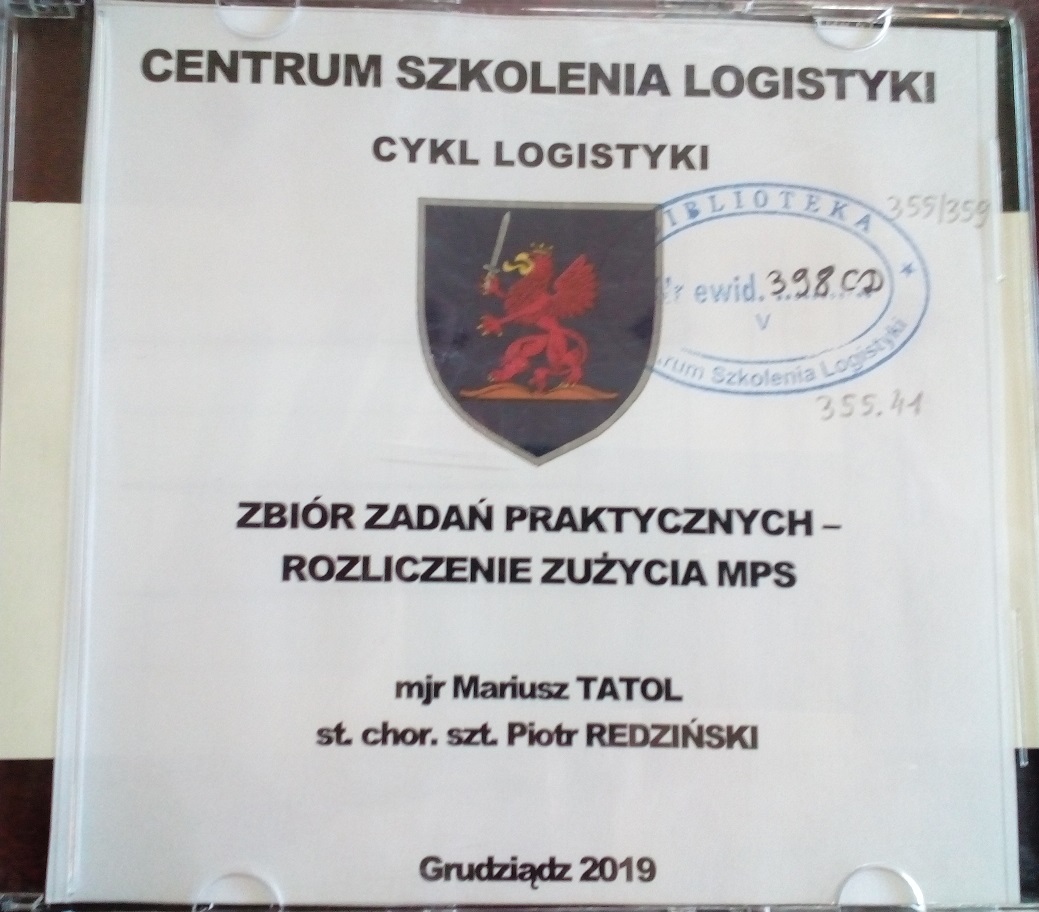 CENTRUM SZKOLENIA LOGISTYKI
CYKL LOGISTYKI
BIBLIOTEKA
355/359
ewid. 398 CD
V
Szkolenia Logistyki
355.41
ZBIÓR ZADAŃ PRAKTYCZNYCH –
ROZLICZENIE ZUŻYCIA MPS
mjr Mariusz TATOL
st. chor. szt. Piotr REDZIŃSKI
Grudziądz 2019